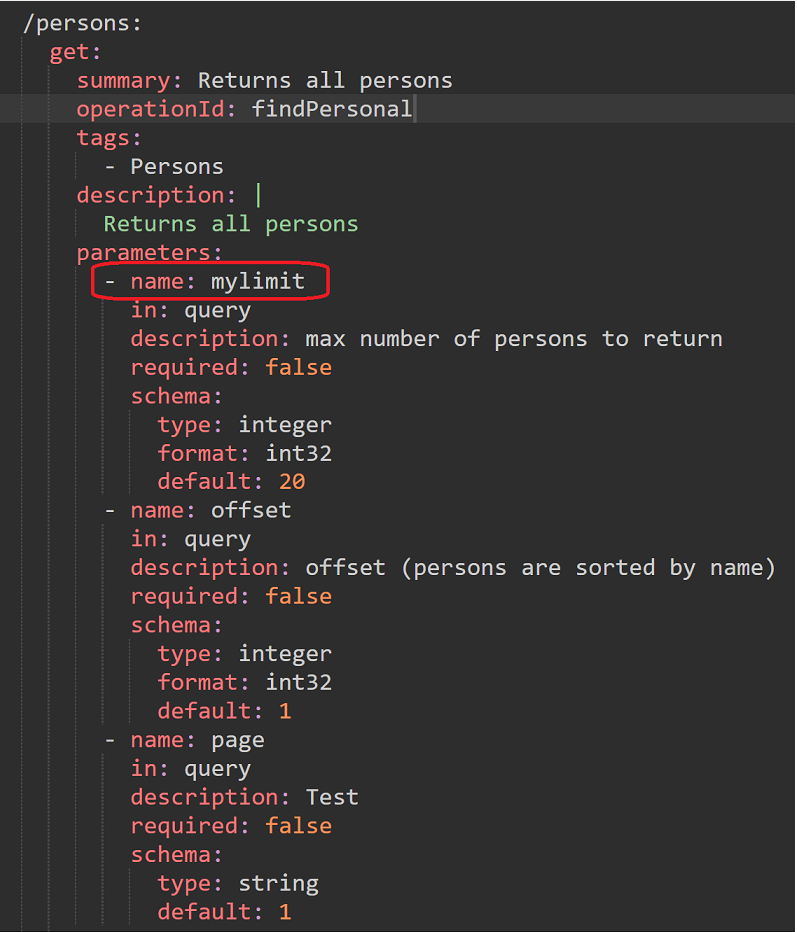 /persons:
  get:
    summary: Returns all persons
    operationId: findPersonal
    tags:
      - Persons
    description: |
      Returns all persons
    parameters:
      - name: mylimit
        in: query
        description: max number of persons to return
        required: false
        schema:
          type: integer
          format: int32
          default: 20
      - name: offset
        in: query
        description: offset (persons are sorted by name)
        required: false
        schema:
          type: integer
          format: int32
          default: 1
      - name: page
        in: query
        description: Test
        required: false
        schema:
          type: string
          default: 1